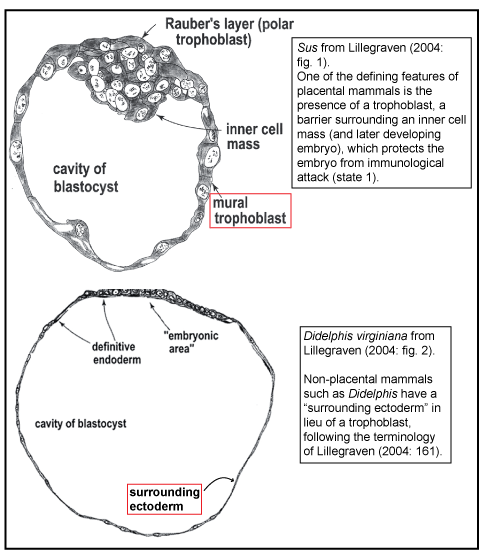 Rauber's layer (polar
trophoblast)
inner cell
mass
cavity of
blastocyst
mural
trophoblast
Sus from Lillegraven (2004:
fig. 1).
One of the defining features of
placental mammals is the
presence of a trophoblast, a
barrier surrounding an inner cell
mass (and later developing
embryo), which protects the
embryo from immunological
attack (state 1).
definitive
endoderm
"embryonic
area"
cavity of blastocyst
surrounding
ectoderm
Didelphis virginiana from
Lillegraven (2004: fig. 2).
Non-placental mammals
such as Didelphis have a
“surrounding ectoderm” in
lieu of a trophoblast,
following the terminology
of Lillegraven (2004: 161).